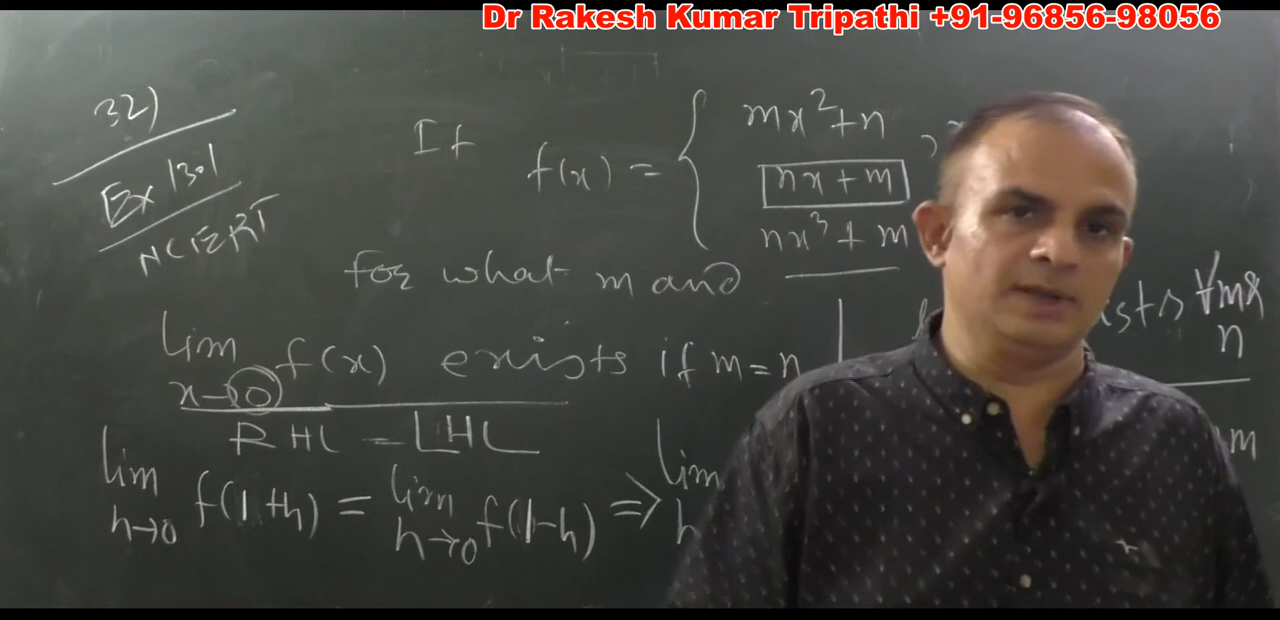 Dr Rakesh Kumar Tripathi +91-96856-98056
32)
Ex 13.1
NCERT
If f(x) = { mx²+n ,
nx + m
nx³ + m
for what m and
lim x→0 f(x) exists if m = n
ists ∀ m &
n
RHL = LHL
m
lim h→0 f(1+h) = lim h→0 f(1-h) ⇒ lim h